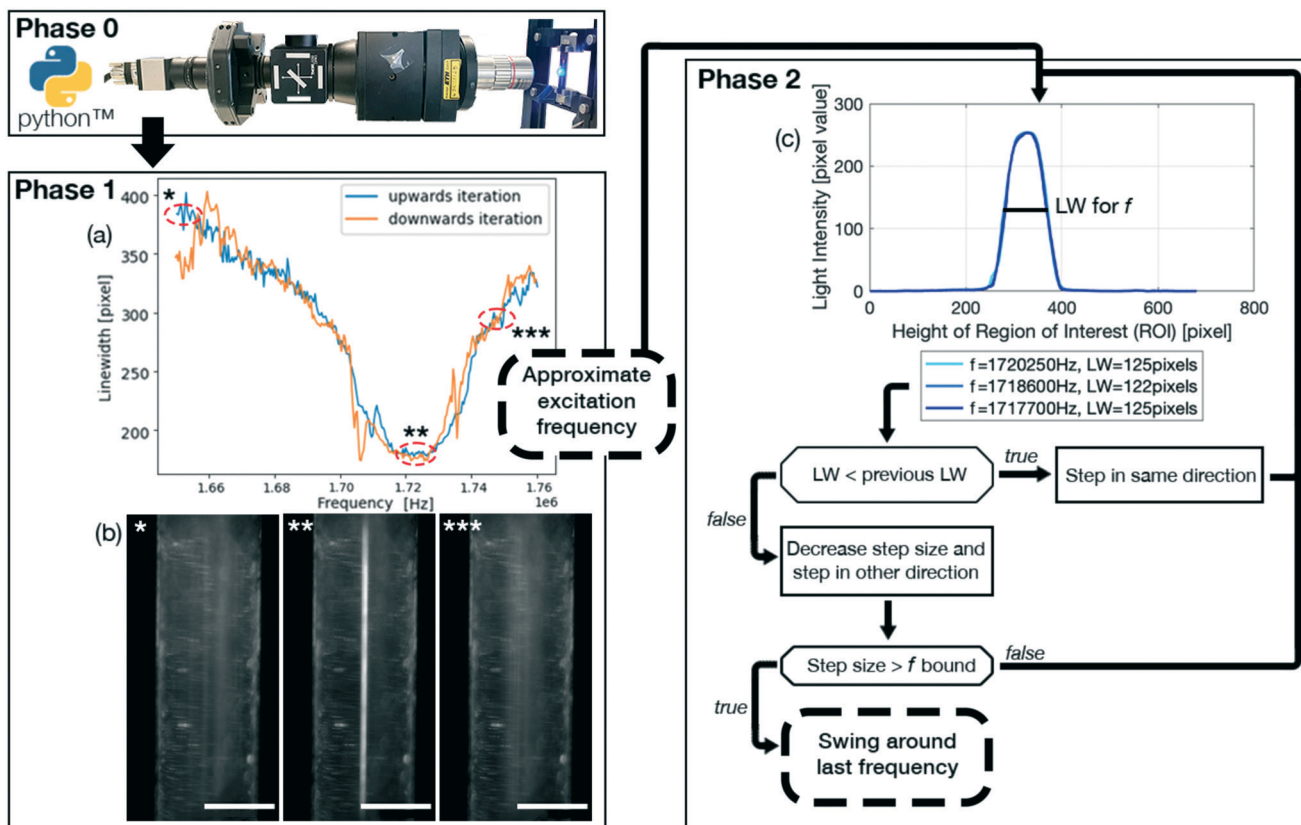 Phase 0
python™
Phase 1
(a)
Linewidth [pixel]
400
350
300
250
200
*
**
***
upwards iteration
downwards iteration
1.66
1.68
1.70
1.72
1.74
1.76
1e6
Frequency [Hz]
Approximate
excitation
frequency
(b)
*
**
***
Phase 2
(c)
Light Intensity [pixel value]
300
250
200
150
100
50
0
LW for f
0
200
400
600
800
Height of Region of Interest (ROI) [pixel]
f=1720250Hz, LW=125pixels
f=1718600Hz, LW=122pixels
f=1717700Hz, LW=125pixels
LW < previous LW
true
Step in same direction
false
Decrease step size and
step in other direction
Step size > f bound
false
true
Swing around
last frequency